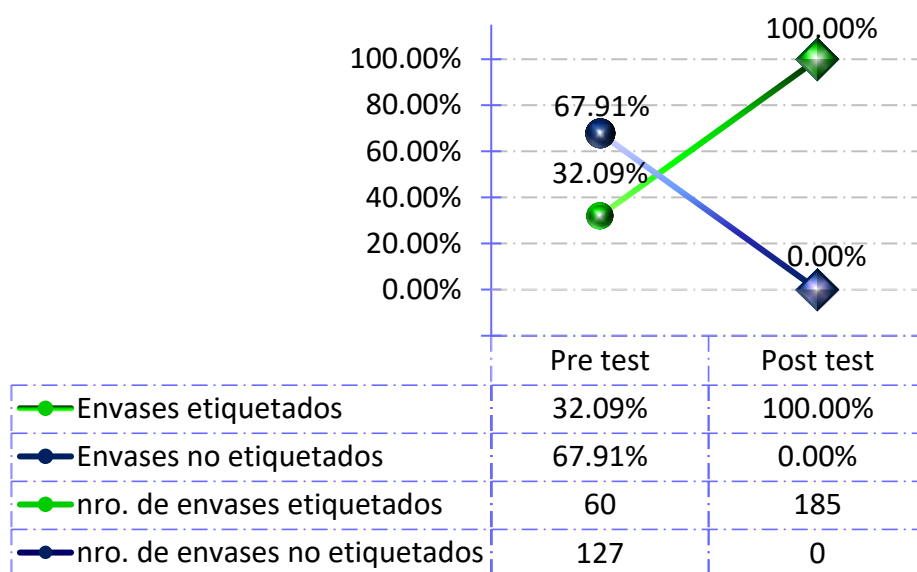 100.00%
100.00%
80.00%
67.91%
60.00%
32.09%
40.00%
20.00%
0.00%
0.00%
Pre test Post test
Envases etiquetados 32.09% 100.00%
Envases no etiquetados 67.91% 0.00%
nro. de envases etiquetados 60 185
nro. de envases no etiquetados 127 0